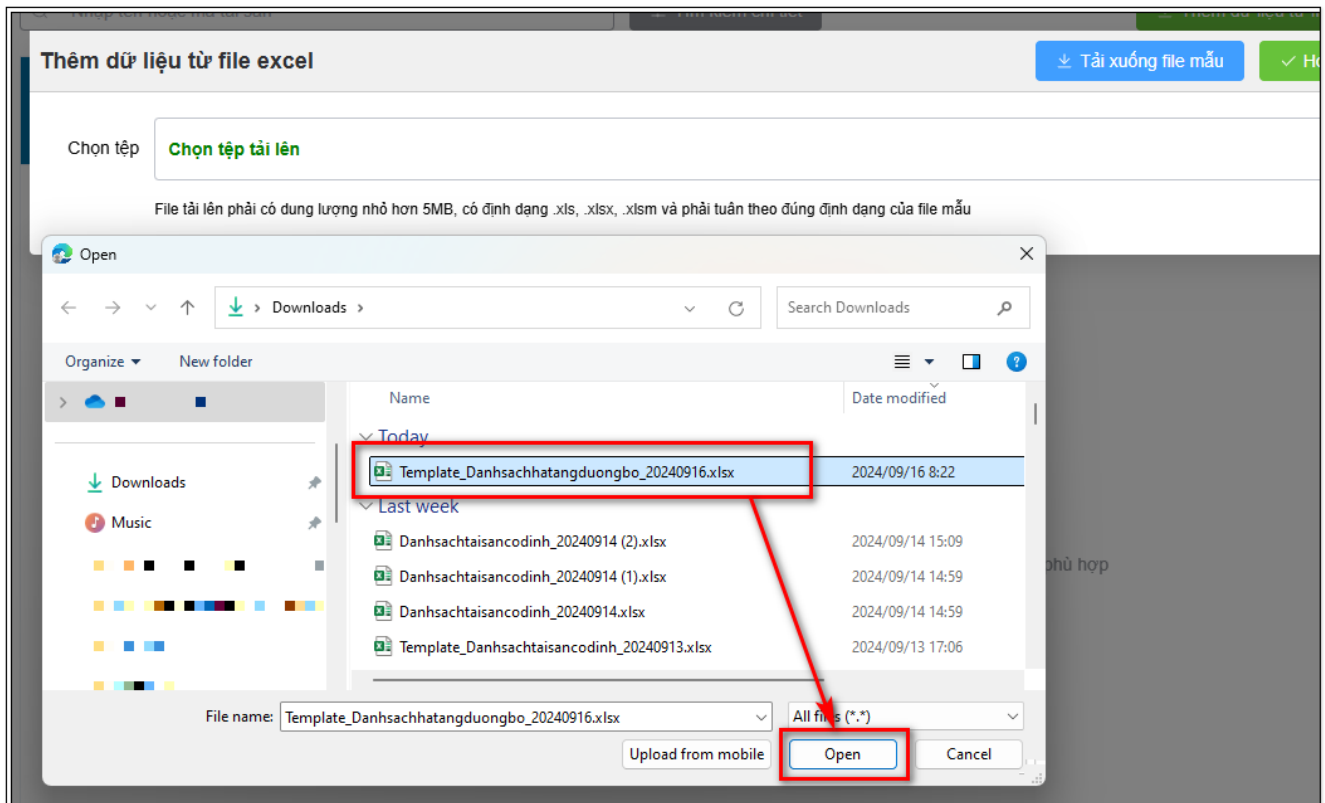 Thêm dữ liệu từ file excel
Tải xuống file mẫu
Chọn tệp
Chọn tệp tải lên
File tải lên phải có dung lượng nhỏ hơn 5MB, có định dạng .xls, .xlsx, .xlsm và phải tuân theo đúng định dạng của file mẫu
Open
Downloads
Search Downloads
Organize
New folder
Name
Date modified
Today
Template_Danhsachhatangduongbo_20240916.xlsx
2024/09/16 8:22
Downloads
Last week
Music
Danhsachtaisancodinh_20240914 (2).xlsx
2024/09/14 15:09
Danhsachtaisancodinh_20240914 (1).xlsx
2024/09/14 14:59
phù hợp
Danhsachtaisancodinh_20240914.xlsx
2024/09/14 14:59
Template_Danhsachtaisancodinh_20240913.xlsx
2024/09/13 17:06
File name:
Template_Danhsachhatangduongbo_20240916.xlsx
All files (*.*)
Upload from mobile
Open
Cancel